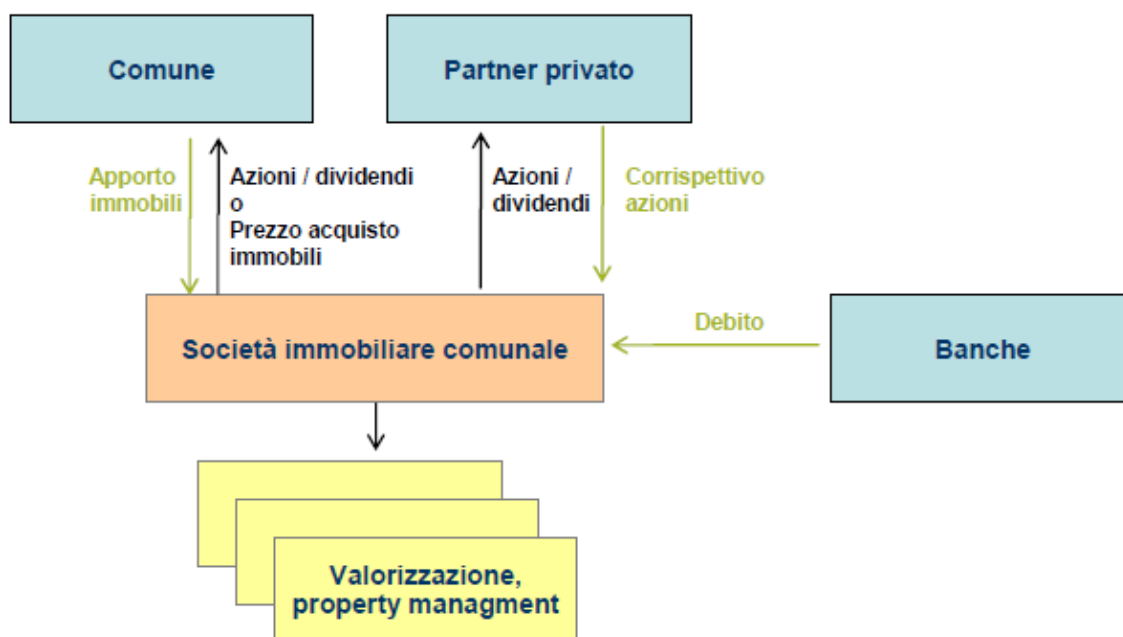 Comune
Partner privato
Apporto
immobili
Azioni / dividendi
o
Prezzo acquisto
immobili
Azioni /
dividendi
Corrispettivo
azioni
Società immobiliare comunale
Debito
Banche
Valorizzazione,
property managment